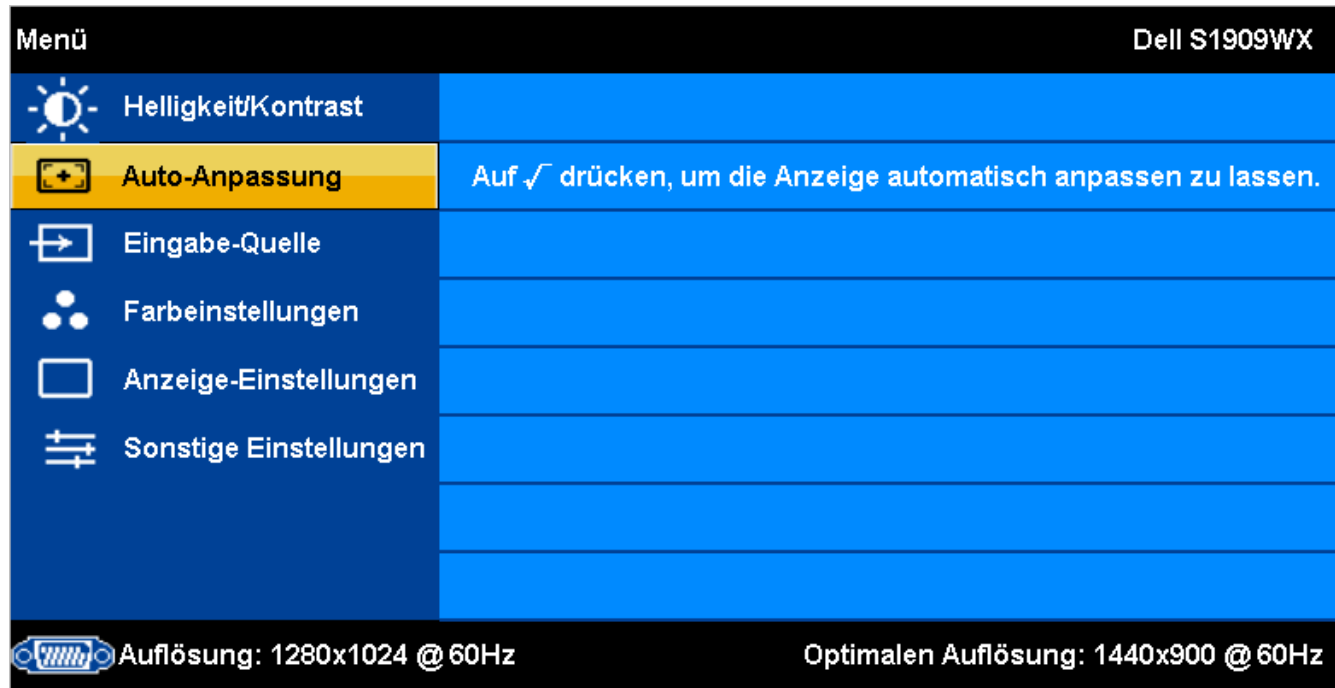 Menü Dell S1909WX
Helligkeit/Kontrast
Auto-Anpassung Auf √ drücken, um die Anzeige automatisch anpassen zu lassen.
Eingabe-Quelle
Farbeinstellungen
Anzeige-Einstellungen
Sonstige Einstellungen
Auflösung: 1280x1024 @ 60Hz Optimalen Auflösung: 1440x900 @ 60Hz